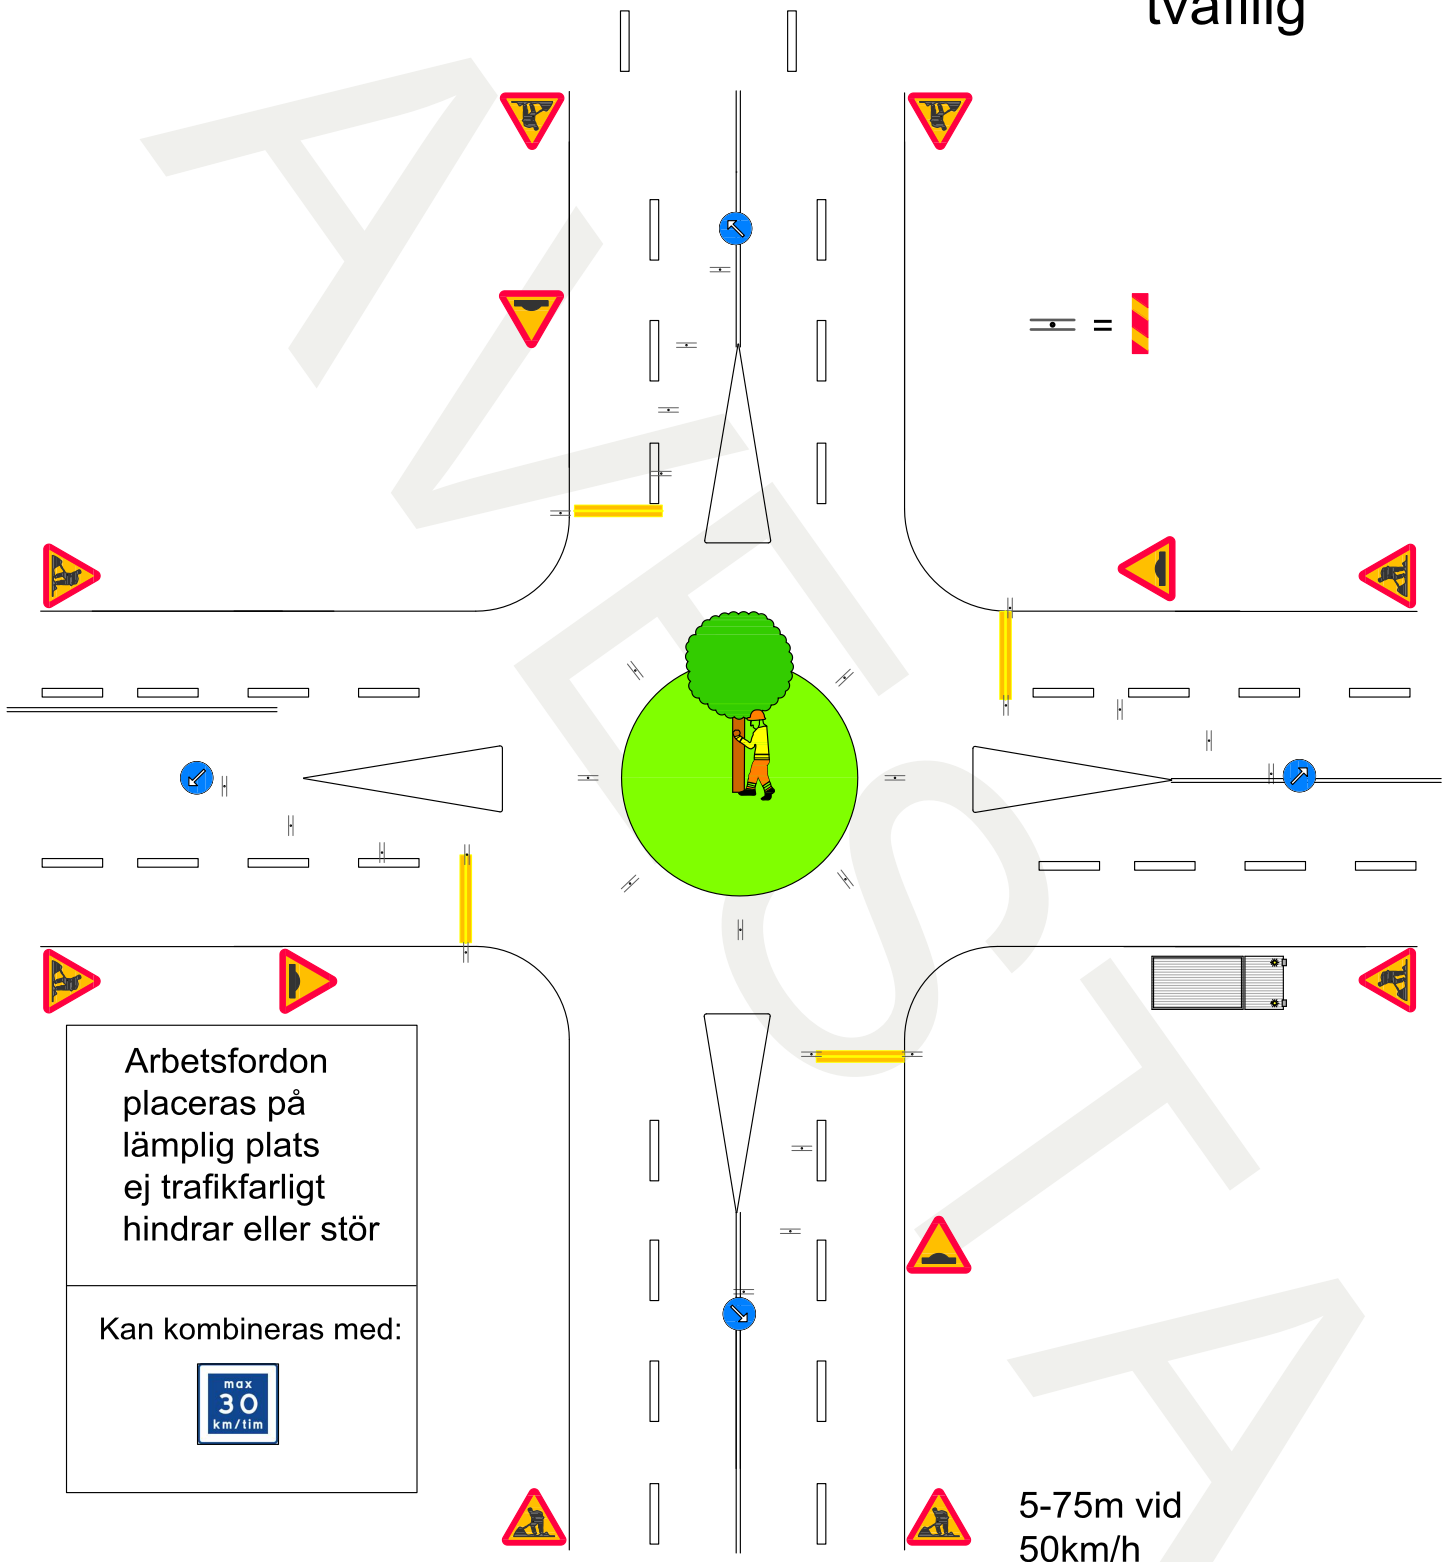 tvåfilig
=
Arbetsfordon
placeras på
lämplig plats
ej trafikfarligt
hindrar eller stör
Kan kombineras med:
max
30
km/tim
5-75m vid
50km/h
AVESTA